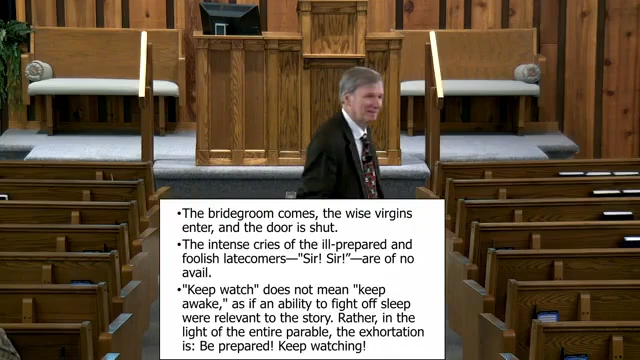 •The bridegroom comes, the wise virgins
enter, and the door is shut.
•The intense cries of the ill-prepared and
foolish latecomers—"Sir! Sir!”—are of no
avail.
•"Keep watch" does not mean "keep
awake," as if an ability to fight off sleep
were relevant to the story. Rather, in the
light of the entire parable, the exhortation
is: Be prepared! Keep watching!